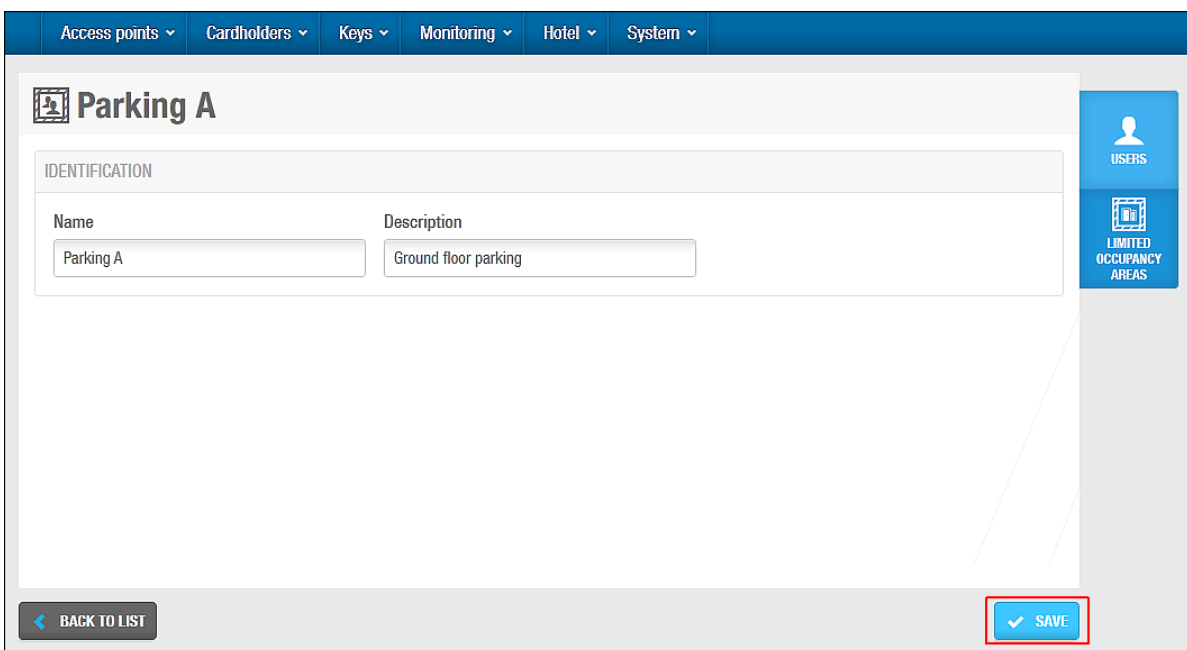 Access points Cardholders Keys Monitoring Hotel System
Parking A
USERS
IDENTIFICATION
Name Description
Parking A Ground floor parking
LIMITED
OCCUPANCY
AREAS
BACK TO LIST SAVE